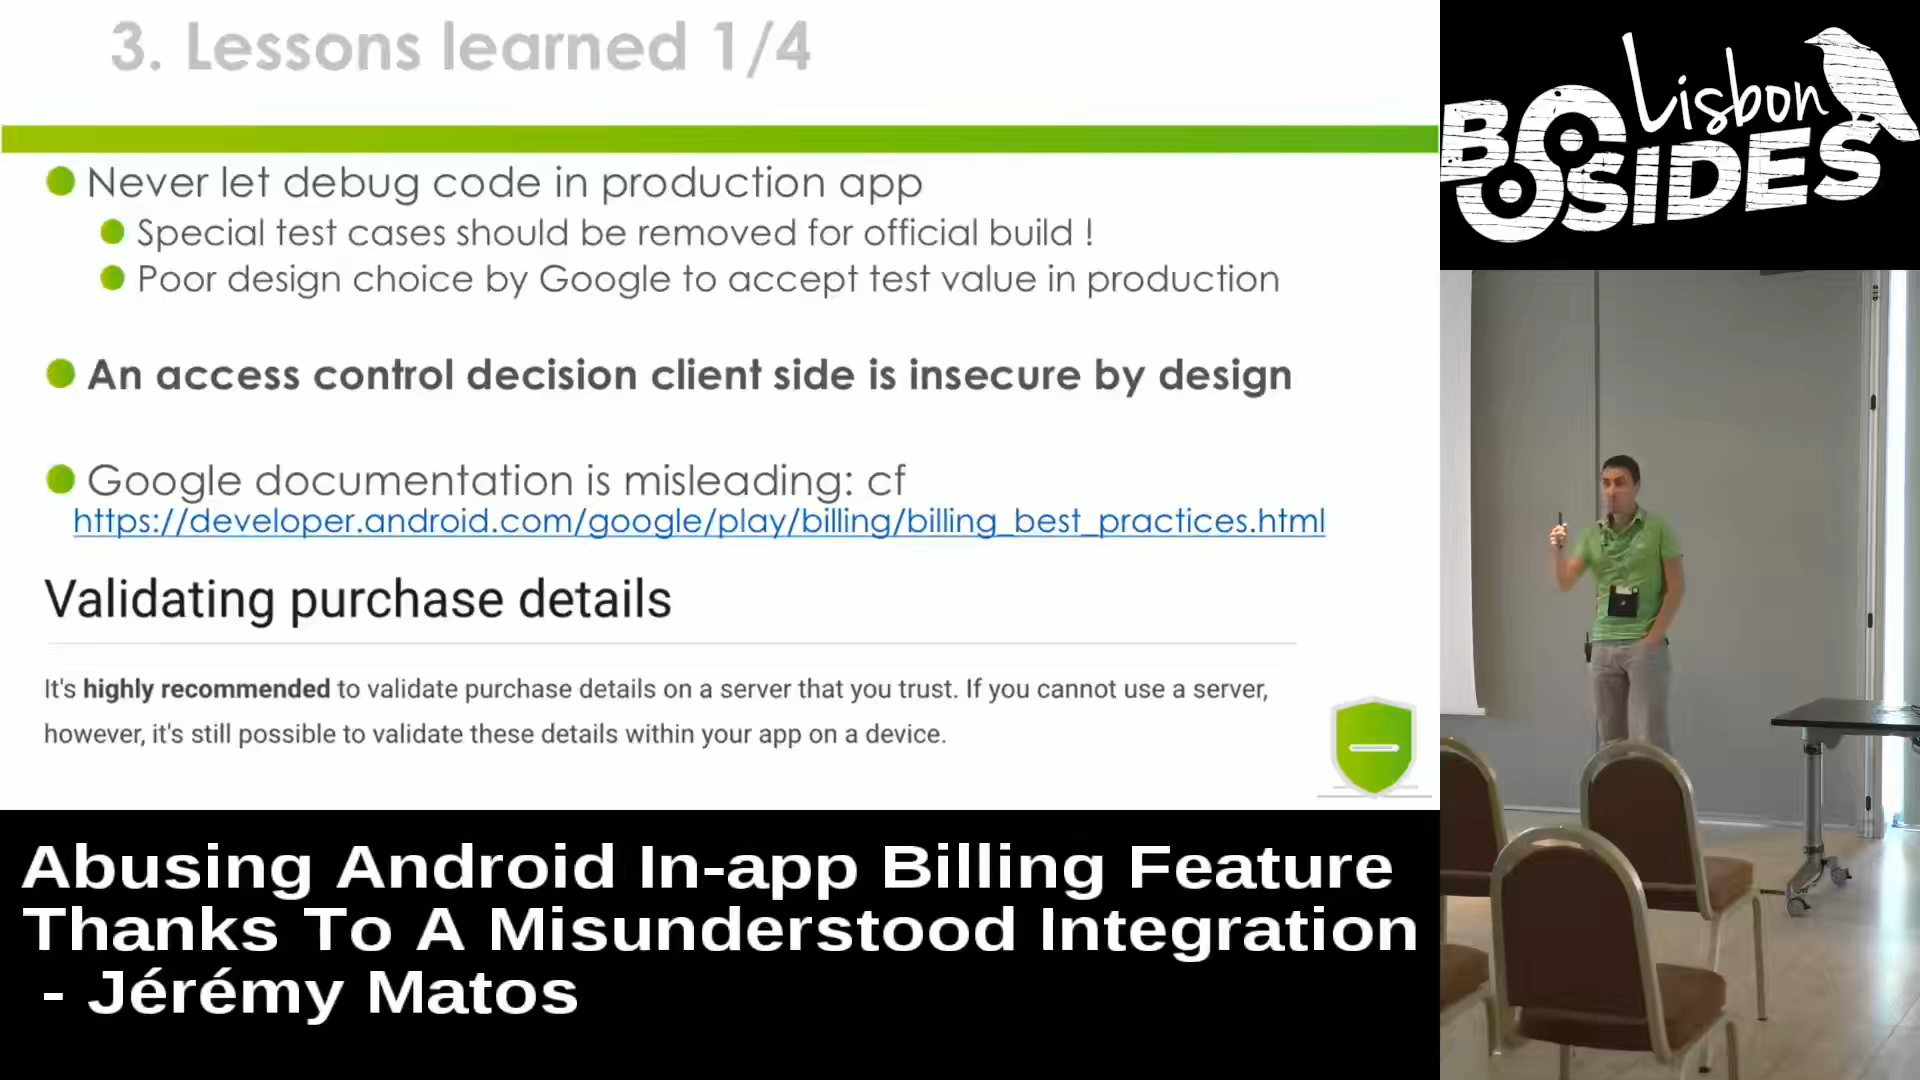 3. Lessons learned 1/4
Never let debug code in production app
Special test cases should be removed for official build !
Poor design choice by Google to accept test value in production
An access control decision client side is insecure by design
Google documentation is misleading: cf
https://developer.android.com/google/play/billing/billing_best_practices.html
Validating purchase details
It's highly recommended to validate purchase details on a server that you trust. If you cannot use a server,
however, it's still possible to validate these details within your app on a device.
Lisbon
BSIDES
Abusing Android In-app Billing Feature
Thanks To A Misunderstood Integration
- Jérémy Matos